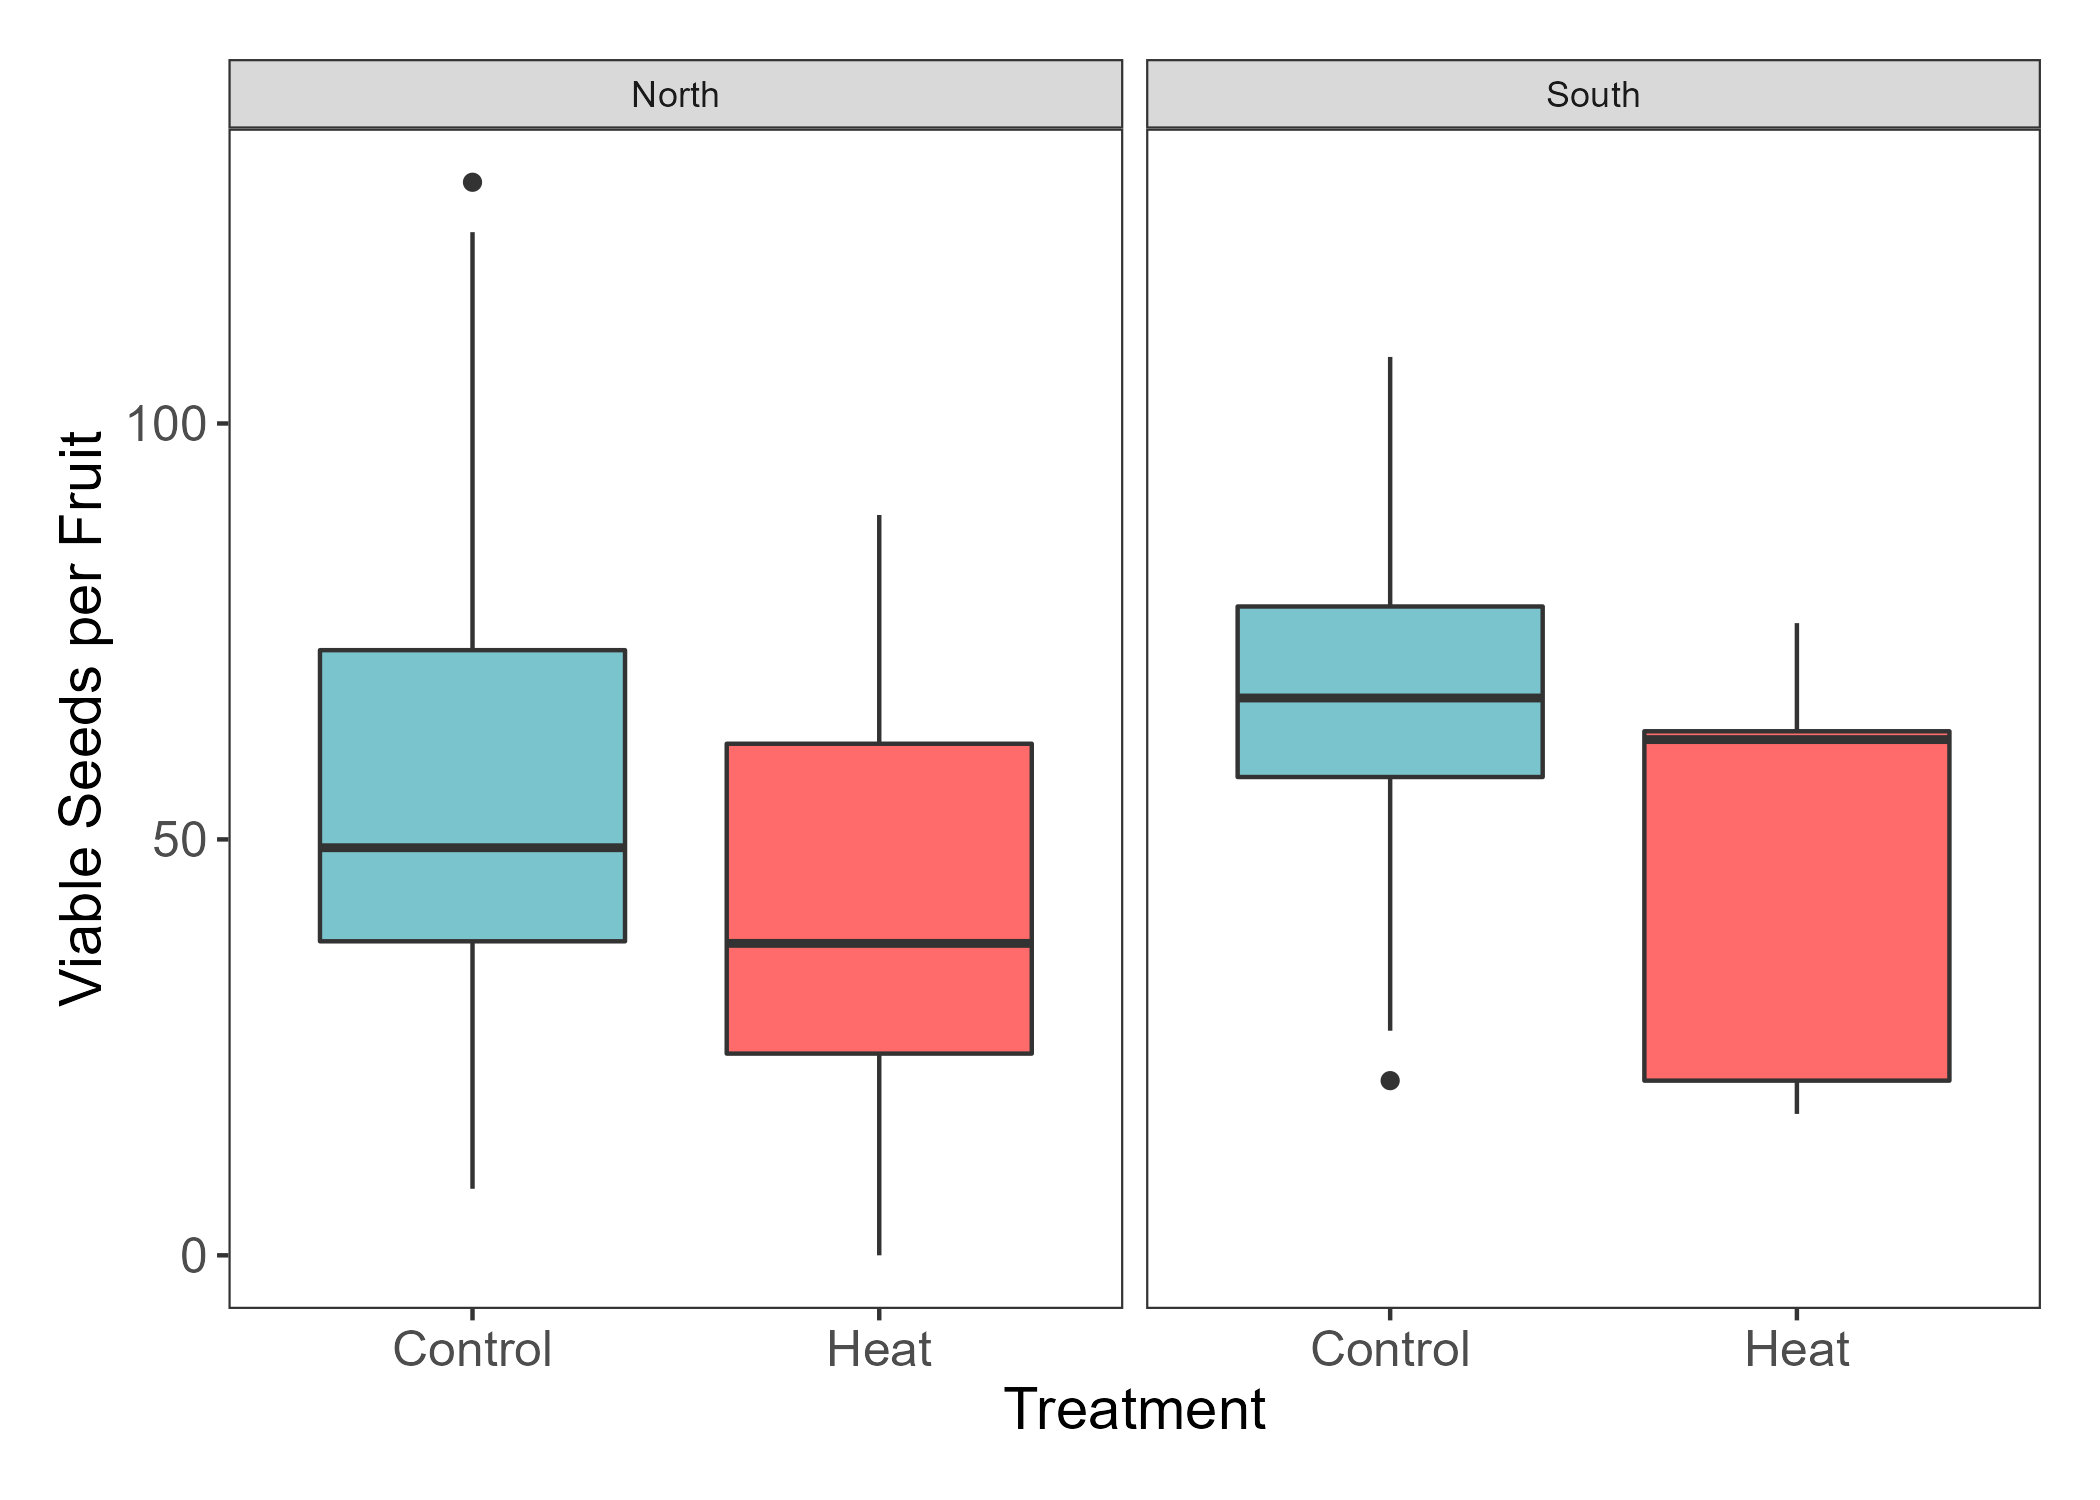 North
South
Viable Seeds per Fruit
100
50
0
Control
Heat
Control
Heat
Treatment